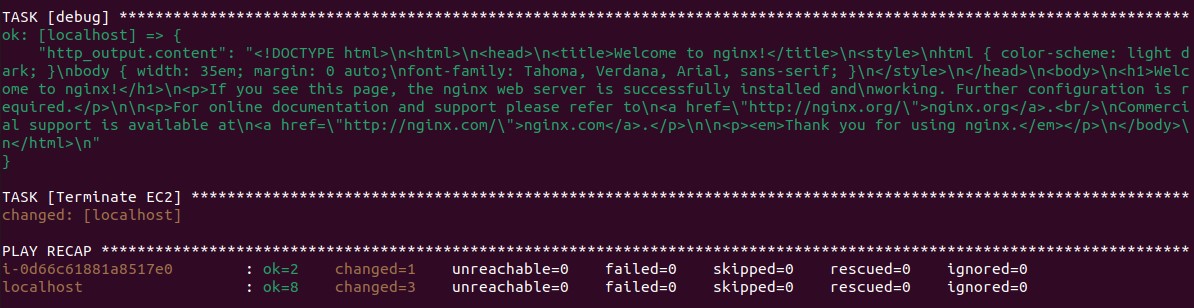 TASK [debug] ***********************************************************************************************************************
ok: [localhost] => {
    "http_output.content": "<!DOCTYPE html>\n<html>\n<head>\n<title>Welcome to nginx!</title>\n<style>\nhtml { color-scheme: light d
ark; }\nbody { width: 35em; margin: 0 auto;\nfont-family: Tahoma, Verdana, Arial, sans-serif; }\n</style>\n</head>\n<body>\n<h1>Welc
ome to nginx!</h1>\n<p>If you see this page, the nginx web server is successfully installed and\nworking. Further configuration is r
equired.</p>\n\n<p>For online documentation and support please refer to\n<a href=\"http://nginx.org/\">nginx.org</a>.<br/>\nCommerci
al support is available at\n<a href=\"http://nginx.com/\">nginx.com</a>.</p>\n\n<p><em>Thank you for using nginx.</em></p>\n</body>\
n</html>\n"
}
TASK [Terminate EC2] ***************************************************************************************************************
changed: [localhost]
PLAY RECAP *************************************************************************************************************************
i-0d66c61881a8517e0        : ok=2    changed=1    unreachable=0    failed=0    skipped=0    rescued=0    ignored=0
localhost                  : ok=8    changed=3    unreachable=0    failed=0    skipped=0    rescued=0    ignored=0